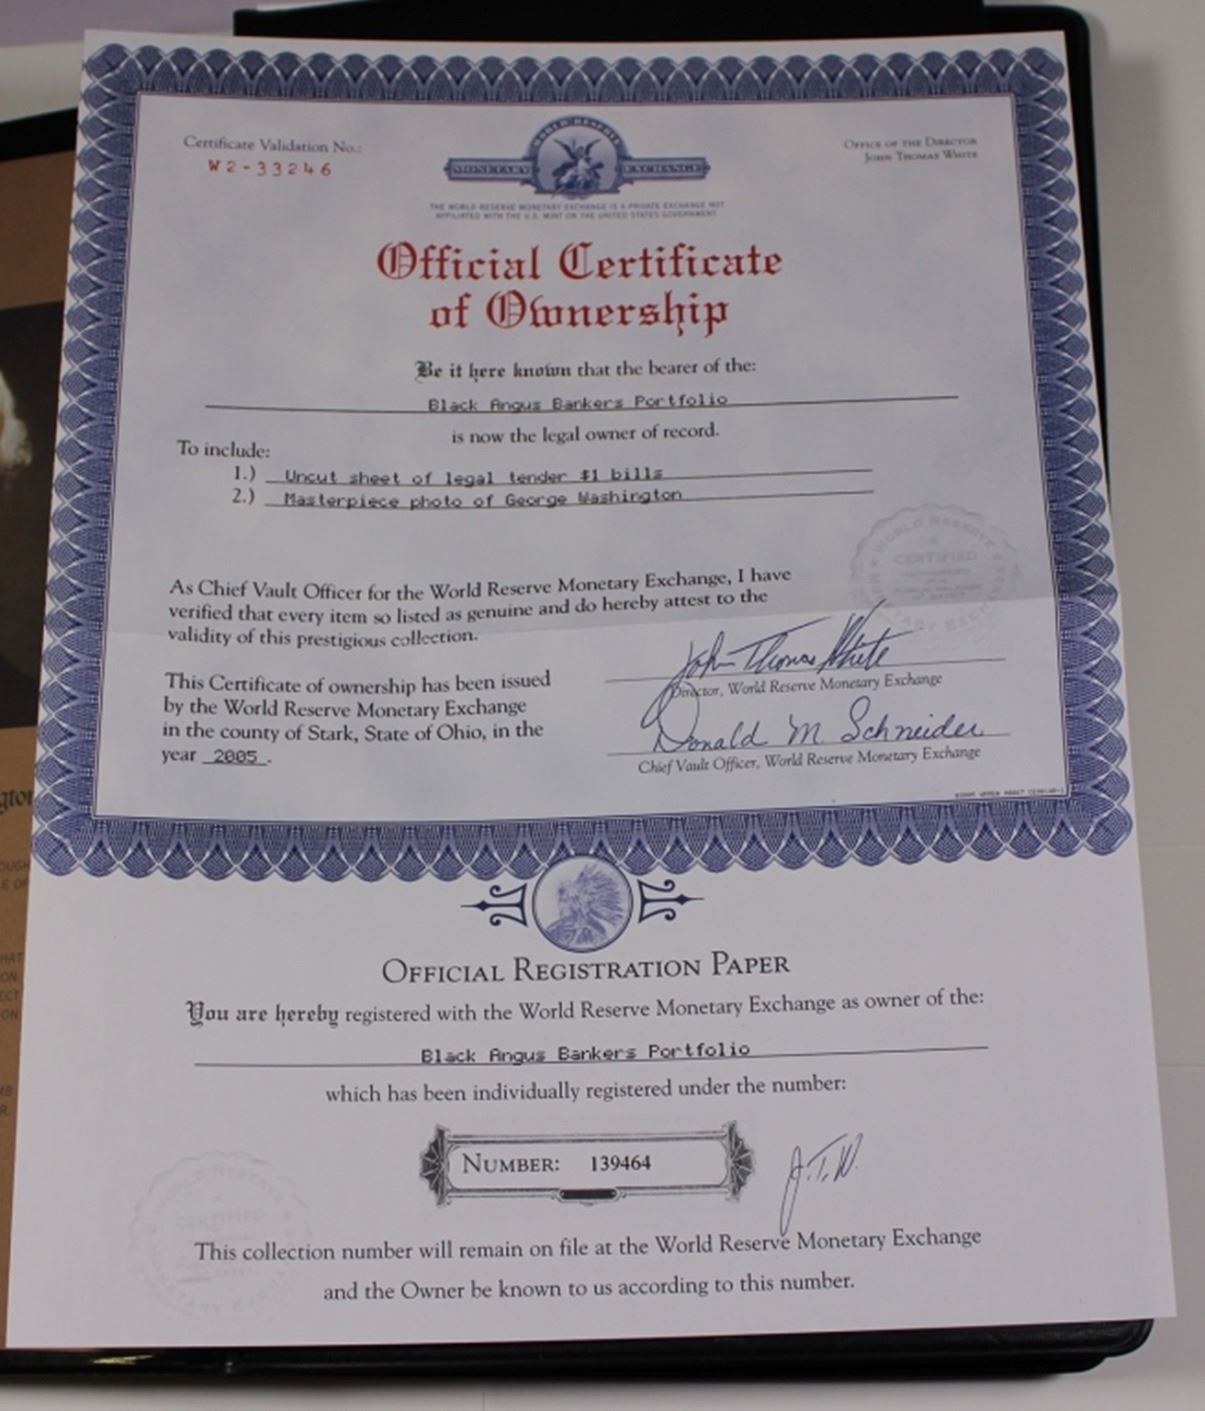 Certificate Validation No.:
W2-33246
WORLD RESERVE
MONETARY EXCHANGE
OFFICE OF THE DIRECTOR
JOHN THOMAS WHITE
THE WORLD RESERVE MONETARY EXCHANGE IS A PRIVATE EXCHANGE NOT
AFFILIATED WITH THE U.S. MINT OR THE UNITED STATES GOVERNMENT
Official Certificate
of Ownership
Be it here known that the bearer of the:
Black Angus Bankers Portfolio
is now the legal owner of record.
To include:
1.) Uncut sheet of legal tender $1 bills
2.) Masterpiece photo of George Washington
WORLD RESERVE
CERTIFIED
MONETARY EXCHANGE
As Chief Vault Officer for the World Reserve Monetary Exchange, I have
verified that every item so listed as genuine and do hereby attest to the
validity of this prestigious collection.
John Thomas White
Director, World Reserve Monetary Exchange
This Certificate of ownership has been issued
by the World Reserve Monetary Exchange
in the county of Stark, State of Ohio, in the
year 2005.
Donald M. Schneider
Chief Vault Officer, World Reserve Monetary Exchange
OFFICIAL REGISTRATION PAPER
You are hereby registered with the World Reserve Monetary Exchange as owner of the:
Black Angus Bankers Portfolio
which has been individually registered under the number:
NUMBER: 139464
J.T.W.
WORLD RESERVE
CERTIFIED
MONETARY EXCHANGE
This collection number will remain on file at the World Reserve Monetary Exchange
and the Owner be known to us according to this number.